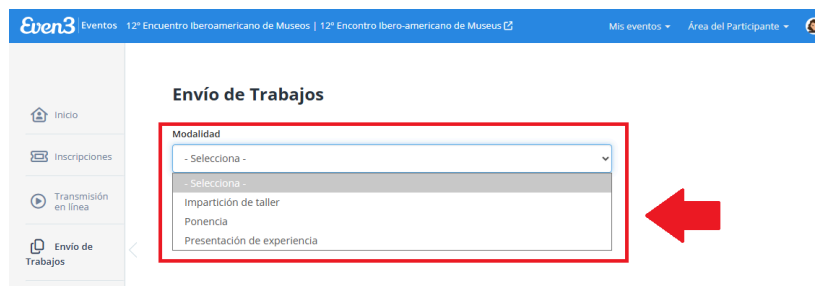 Even3 Eventos 12º Encuentro Iberoamericano de Museos | 12º Encontro Ibero-americano de Museus Mis eventos Área del Participante
Envío de Trabajos
Inicio
Modalidad
Inscripciones
- Selecciona -
- Selecciona -
Transmisión
en línea
Impartición de taller
Ponencia
Presentación de experiencia
Envío de
Trabajos